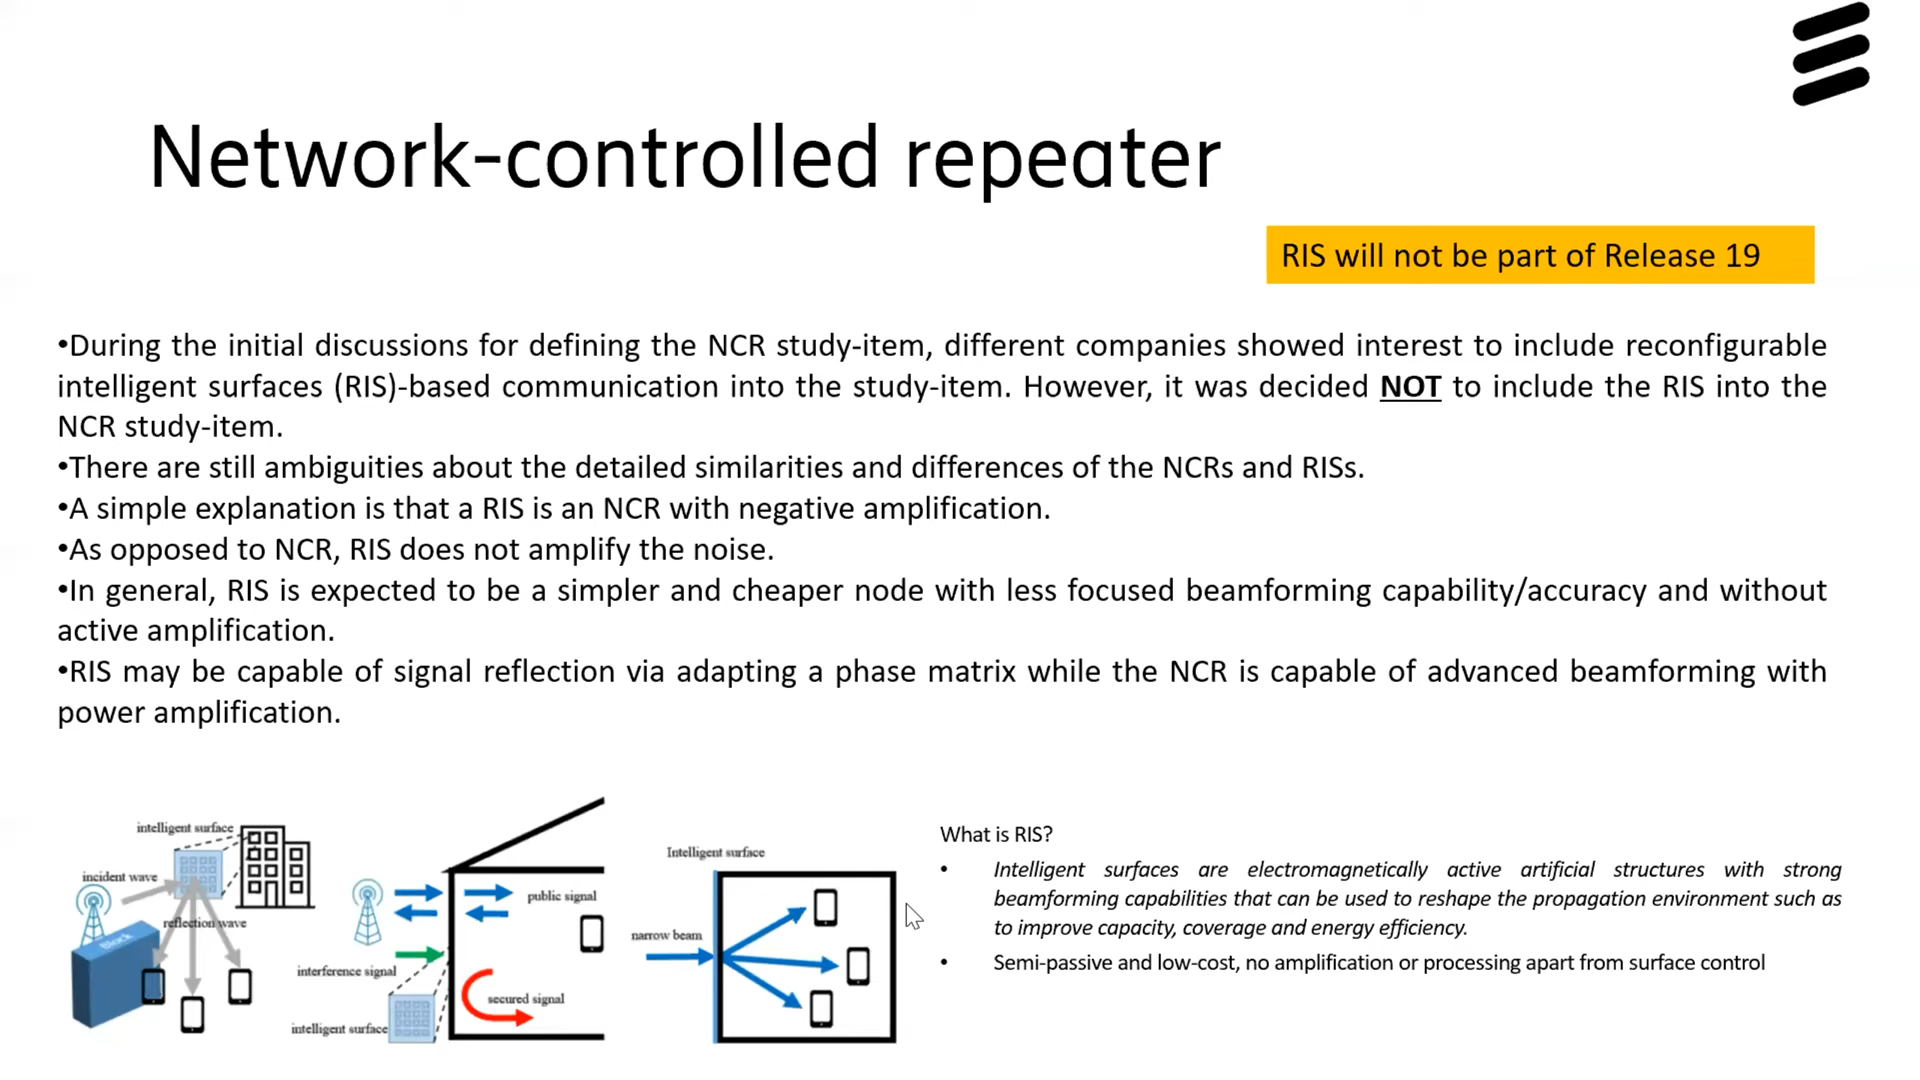 Network-controlled repeater
RIS will not be part of Release 19
•During the initial discussions for defining the NCR study-item, different companies showed interest to include reconfigurable
intelligent surfaces (RIS)-based communication into the study-item. However, it was decided NOT to include the RIS into the
NCR study-item.
•There are still ambiguities about the detailed similarities and differences of the NCRs and RISs.
•A simple explanation is that a RIS is an NCR with negative amplification.
•As opposed to NCR, RIS does not amplify the noise.
•In general, RIS is expected to be a simpler and cheaper node with less focused beamforming capability/accuracy and without
active amplification.
•RIS may be capable of signal reflection via adapting a phase matrix while the NCR is capable of advanced beamforming with
power amplification.
intelligent surface
incident wave
reflection wave
Block
public signal
interference signal
secured signal
intelligent surface
Intelligent surface
narrow beam
What is RIS?
• Intelligent surfaces are electromagnetically active artificial structures with strong
beamforming capabilities that can be used to reshape the propagation environment such as
to improve capacity, coverage and energy efficiency.
• Semi-passive and low-cost, no amplification or processing apart from surface control